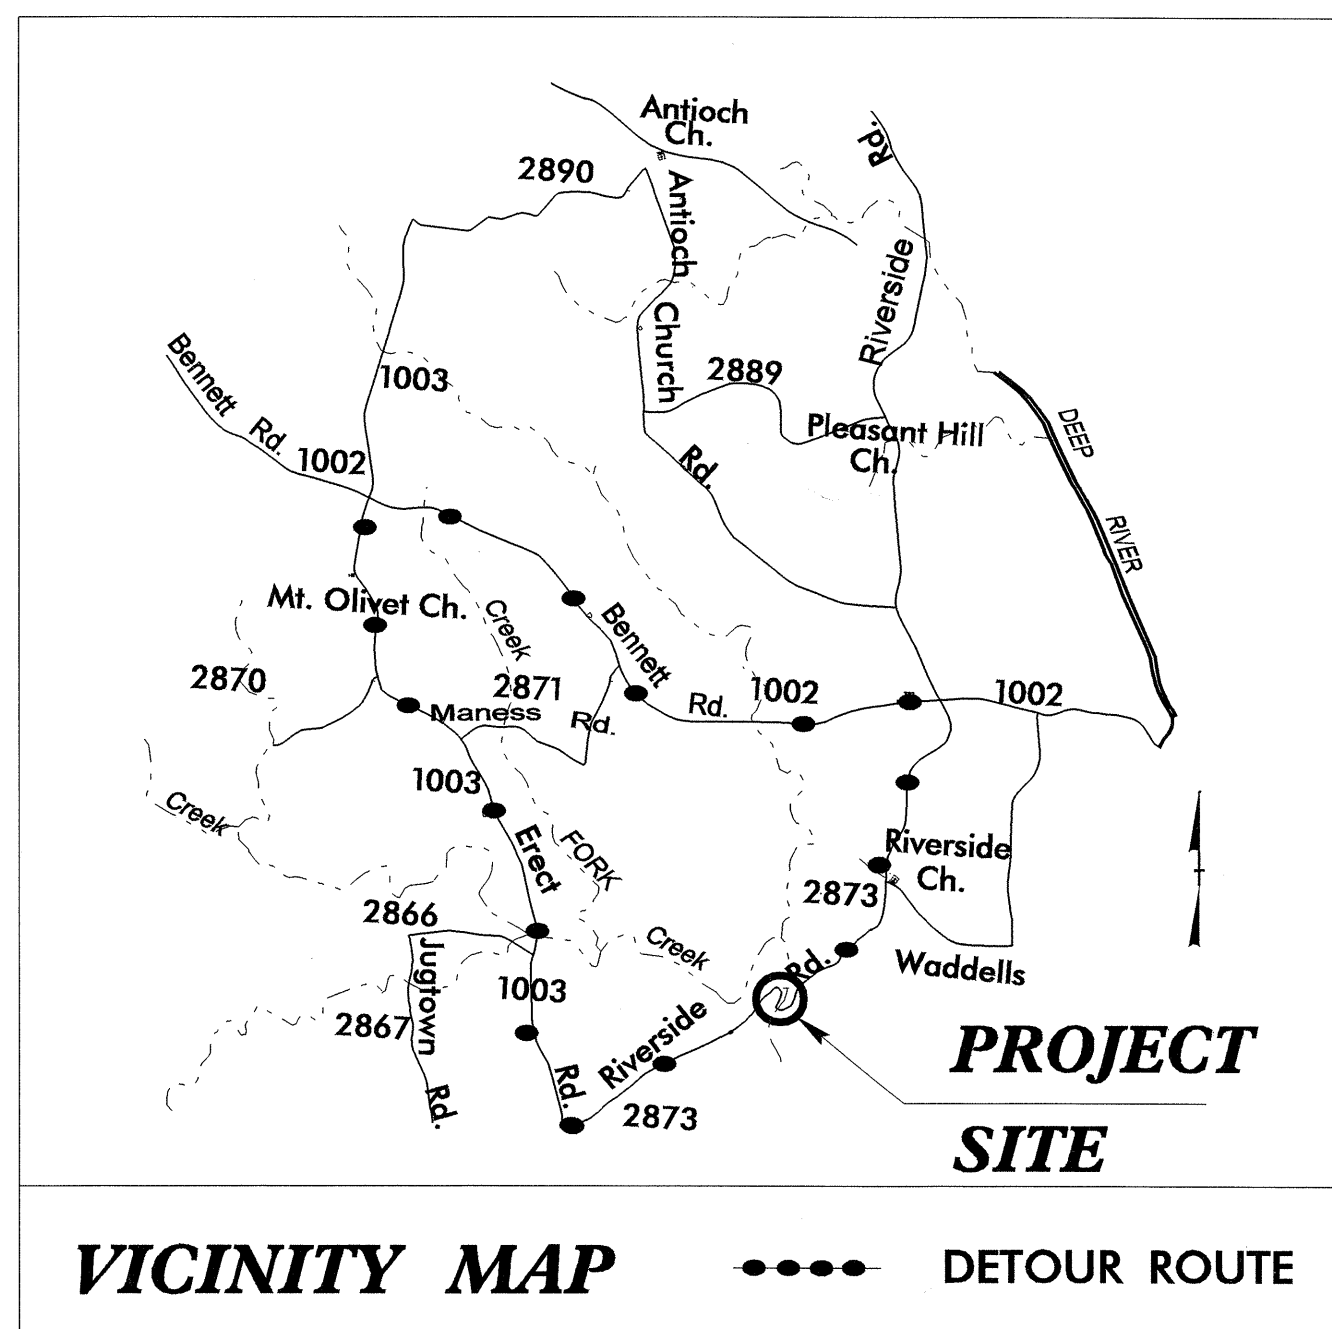 Antioch
Ch.
Rd.
2890
Antioch
Riverside
Church
Bennett
Rd.
1003
2889
Pleasant Hill
Ch.
DEEP
1002
Rd.
RIVER
Mt. Olivet Ch.
Creek
Bennett
2870
2871
Maness
Rd.
Rd.
1002
1002
1003
Creek
Erect
FORK
Riverside
Ch.
2873
2866
Jugtown
Creek
Rd.
Waddells
1003
2867
Riverside
Rd.
Rd.
2873
PROJECT
SITE
VICINITY MAP
DETOUR ROUTE